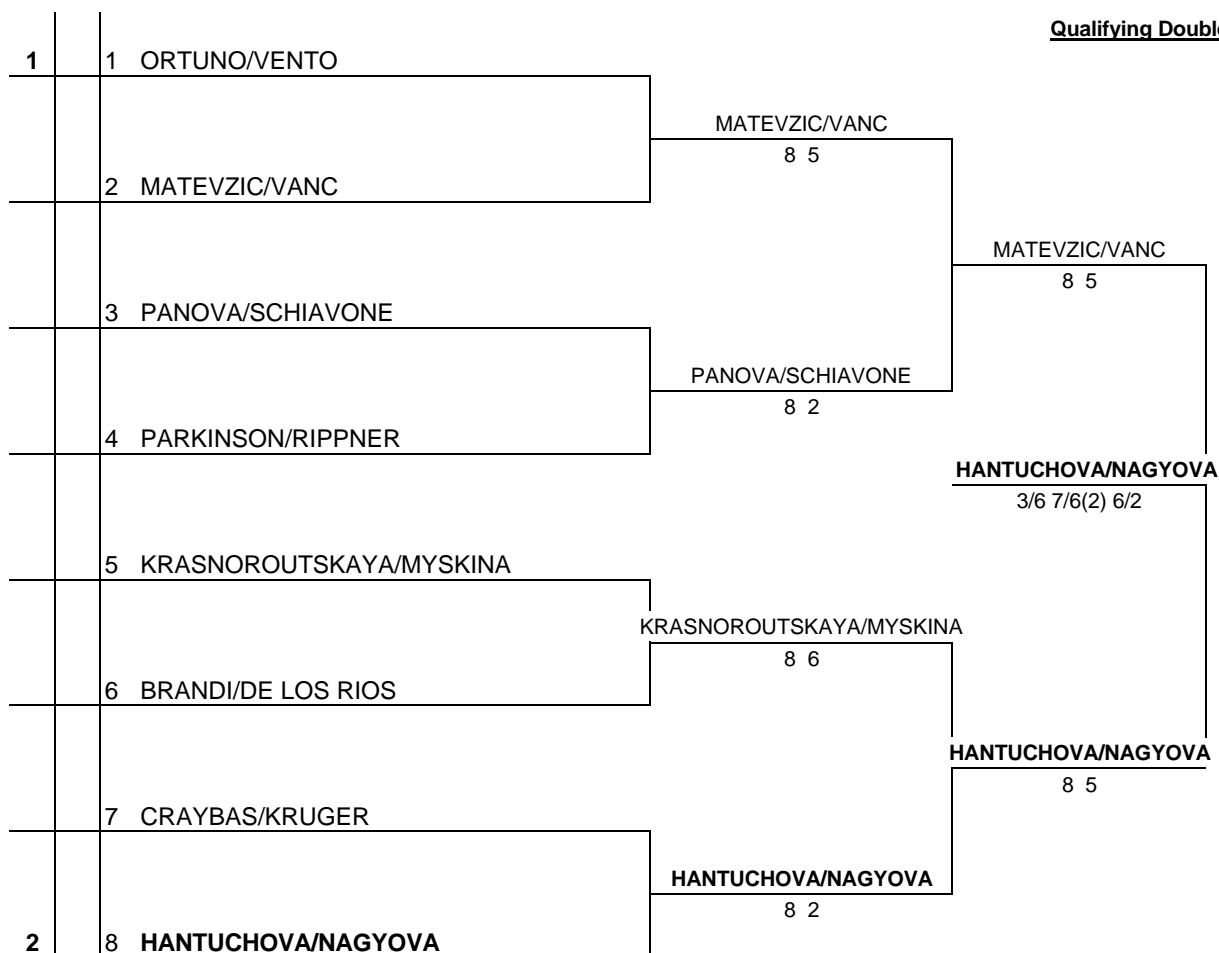 Qualifying Double
1 1 ORTUNO/VENTO
MATEVZIC/VANC
8 5
2 MATEVZIC/VANC
MATEVZIC/VANC
8 5
3 PANOVA/SCHIAVONE
PANOVA/SCHIAVONE
8 2
4 PARKINSON/RIPPNER
HANTUCHOVA/NAGYOVA
3/6 7/6(2) 6/2
5 KRASNOROUTSKAYA/MYSKINA
KRASNOROUTSKAYA/MYSKINA
8 6
6 BRANDI/DE LOS RIOS
HANTUCHOVA/NAGYOVA
8 5
7 CRAYBAS/KRUGER
HANTUCHOVA/NAGYOVA
8 2
2 8 HANTUCHOVA/NAGYOVA